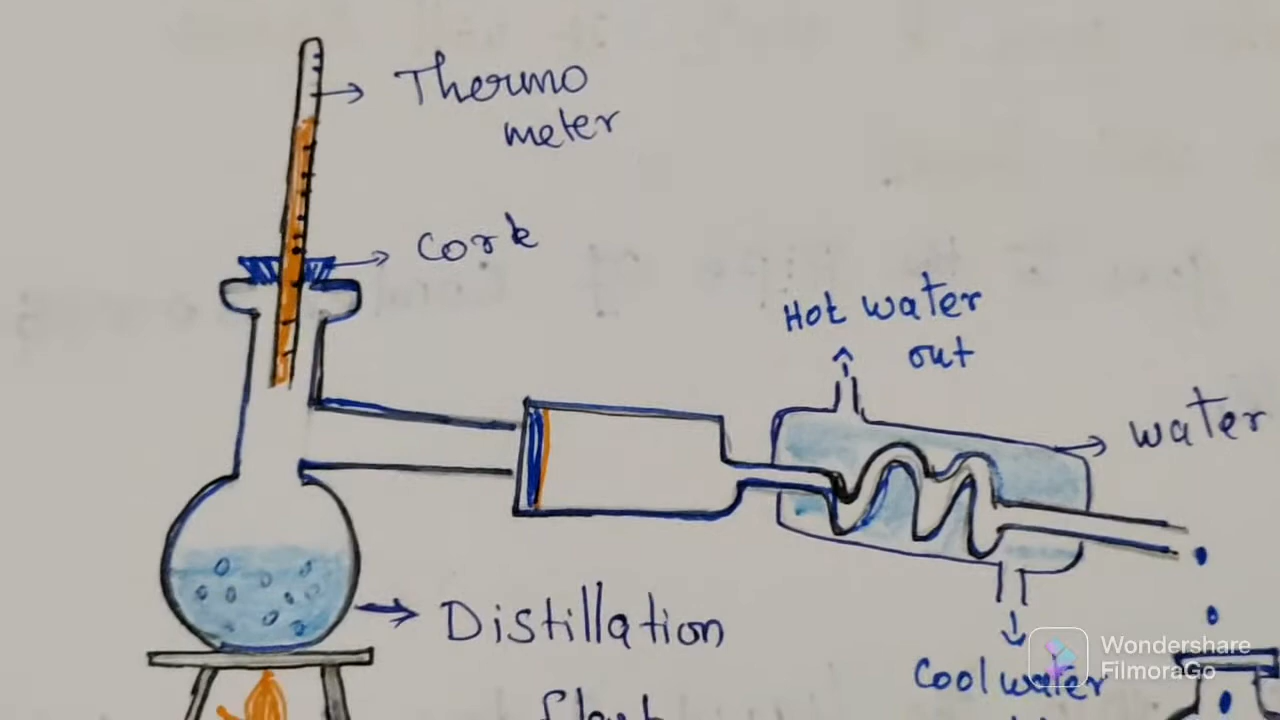 Thermo
meter
Cork
Hot water
out
water
Distillation
Cool water
Wondershare
FilmoraGo